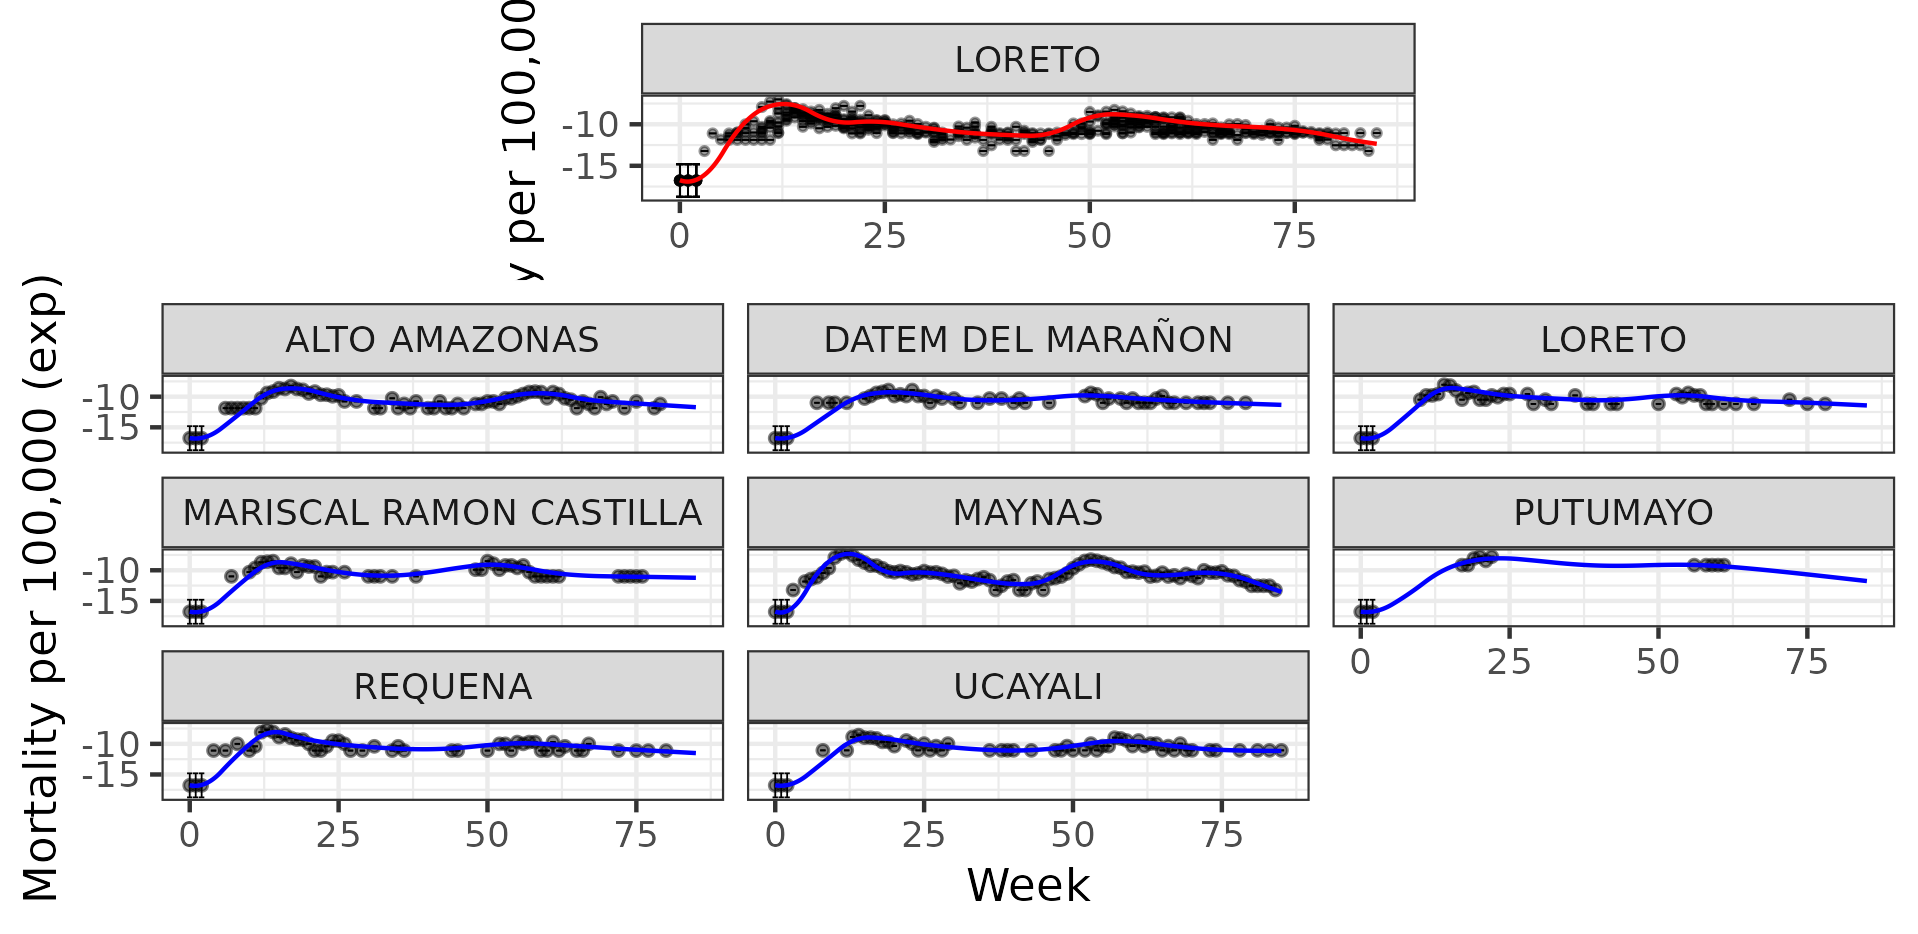 y per 100,00
LORETO
-10
-15
0 25 50 75
Mortality per 100,000 (exp)
ALTO AMAZONAS DATEM DEL MARAÑON LORETO
-10
-15
MARISCAL RAMON CASTILLA MAYNAS PUTUMAYO
-10
-15
0 25 50 75
REQUENA UCAYALI
-10
-15
0 25 50 75 0 25 50 75
Week